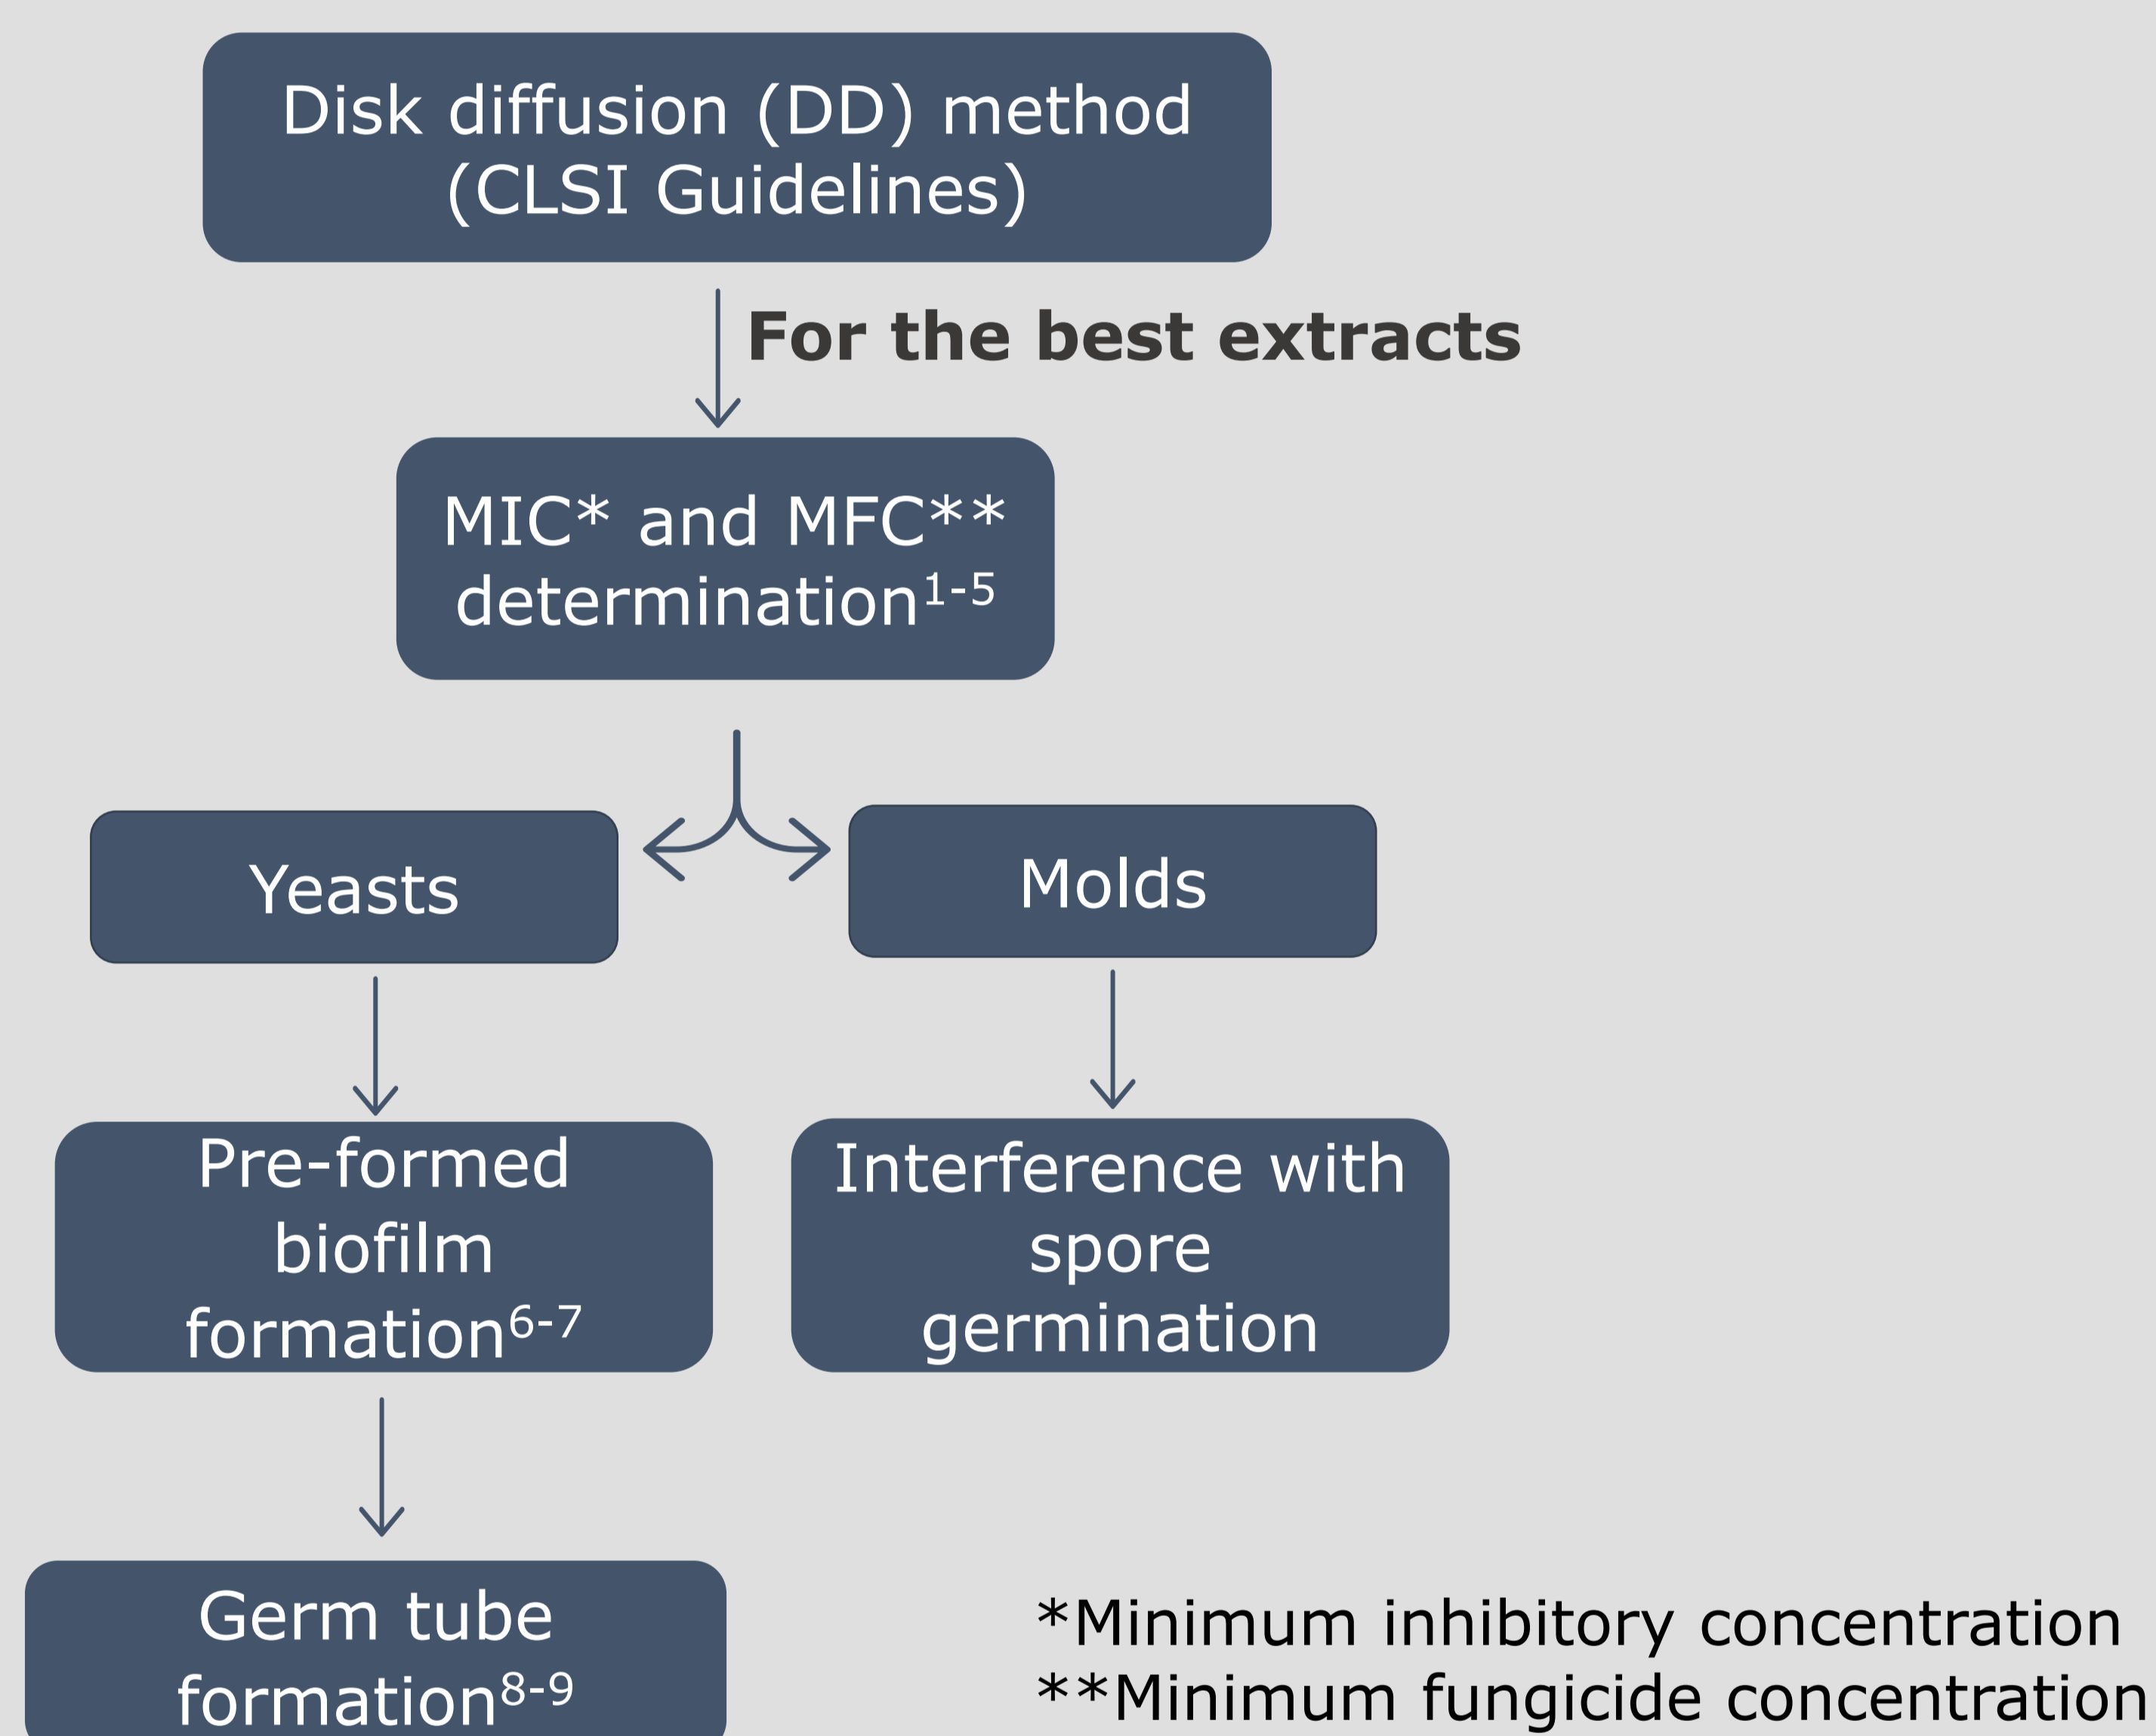 Disk diffusion (DD) method
(CLSI Guidelines)
For the best extracts
MIC* and MFC**
determination1-5
Yeasts
Molds
Pre-formed
biofilm
formation6-7
Interference with
spore
germination
Germ tube
formation8-9
*Minimum inhibitory concentration
**Minimum fungicide concentration